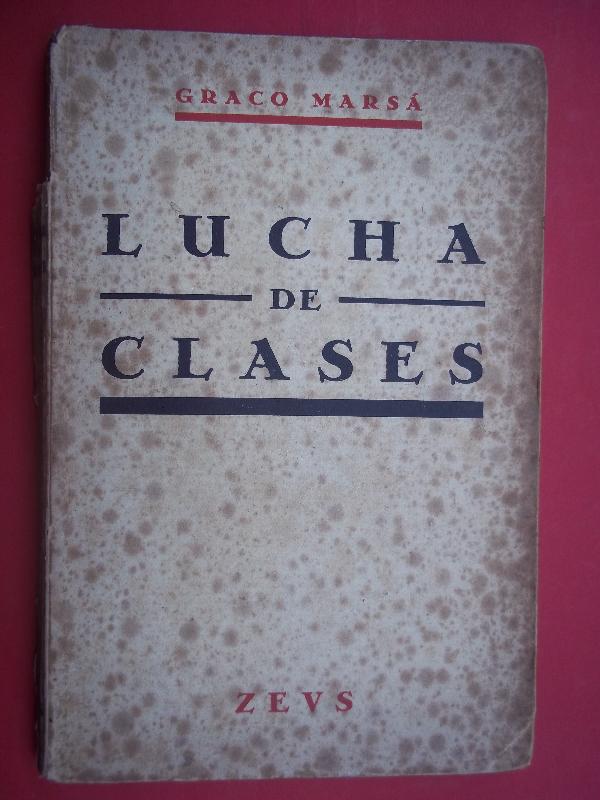 GRACO MARSÁ
LUCHA
DE
CLASES
ZEVS